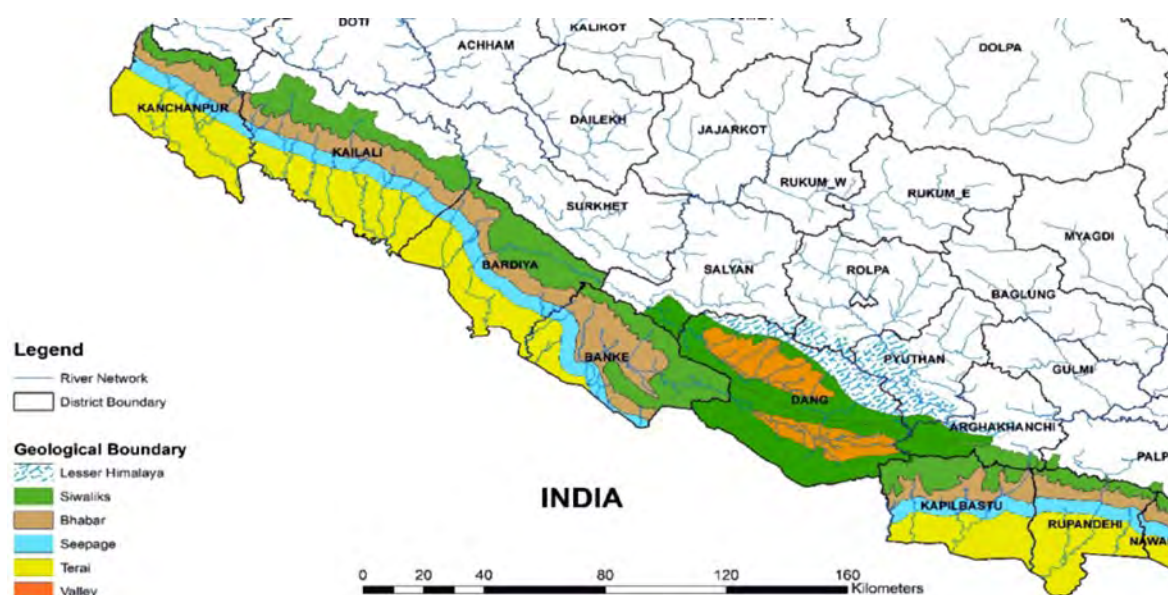 DOTI
KALIKOT
ACHHAM
DOLPA
KANCHANPUR
DAILEKH
JAJARKOT
KAILALI
RUKUM_W
RUKUM_E
SURKHET
MYAGDI
BARDIYA
SALYAN
ROLPA
BAGLUNG
Legend
River Network
District Boundary
BANKE
PYUTHAN
GULMI
DANG
ARGHAKHANCHI
PALP
Geological Boundary
Lesser Himalaya
Siwaliks
Bhabar
Seepage
Terai
Valley
INDIA
KAPILBASTU
RUPANDEHI
NAWA
0 20 40 80 120 160
Kilometers